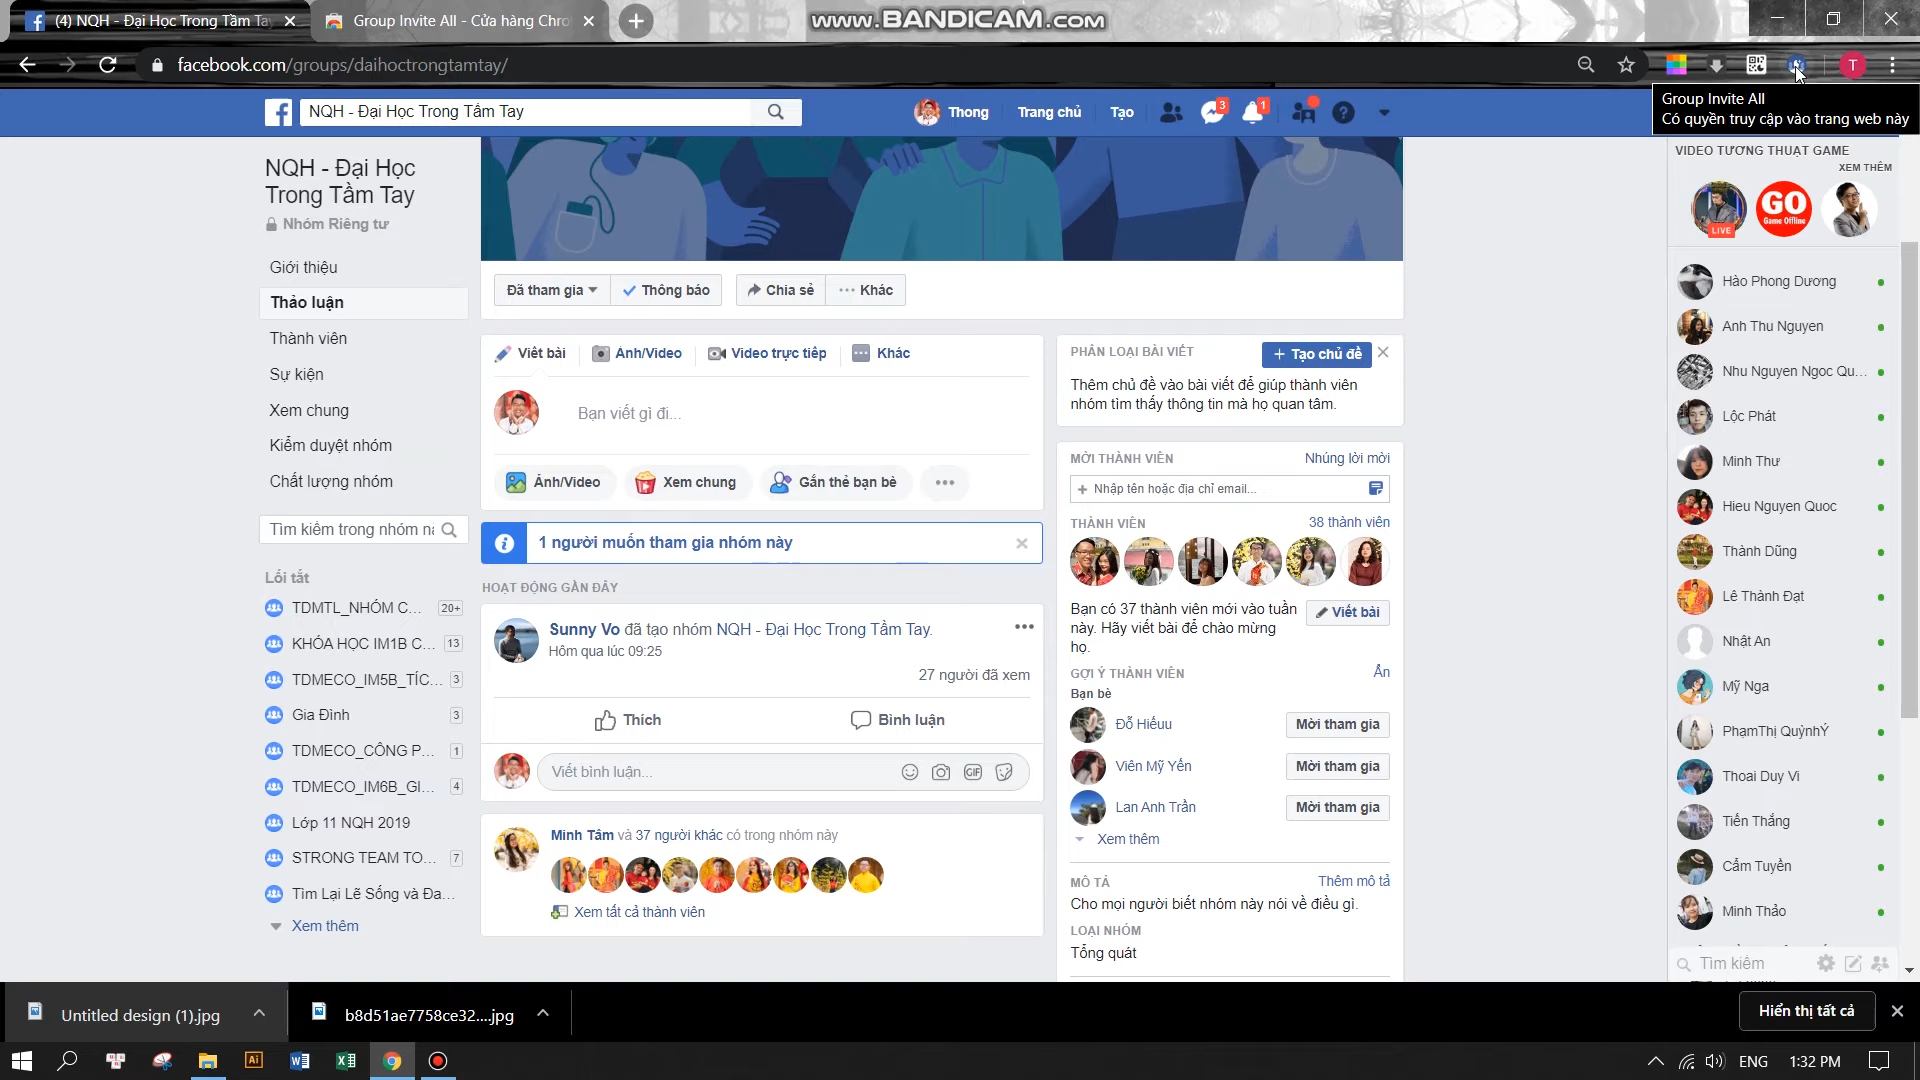 (4) NQH - Đại Học Trong Tầm Ta
Group Invite All - Cửa hàng Chro
www.BANDICAM.com
facebook.com/groups/daihoctrongtamtay/
T
Group Invite All
Có quyền truy cập vào trang web này
NQH - Đại Học Trong Tầm Tay
Thong
Trang chủ
Tạo
3
1
NQH - Đại Học
Trong Tầm Tay
Nhóm Riêng tư
Giới thiệu
Thảo luận
Thành viên
Sự kiện
Xem chung
Kiểm duyệt nhóm
Chất lượng nhóm
Tìm kiếm trong nhóm nà
Lối tắt
TDMTL_NHÓM C... 20+
KHÓA HỌC IM1B C... 13
TDMECO_IM5B_TÍC... 3
Gia Đình 3
TDMECO_CÔNG P... 1
TDMECO_IM6B_GI... 4
Lớp 11 NQH 2019
STRONG TEAM TO... 7
Tìm Lại Lẽ Sống và Đa...
Xem thêm
Đã tham gia
Thông báo
Chia sẻ
Khác
Viết bài
Ảnh/Video
Video trực tiếp
Khác
Bạn viết gì đi...
Ảnh/Video
Xem chung
Gắn thẻ bạn bè
1 người muốn tham gia nhóm này
HOẠT ĐỘNG GẦN ĐÂY
Sunny Vo đã tạo nhóm NQH - Đại Học Trong Tầm Tay.
Hôm qua lúc 09:25
27 người đã xem
Thích
Bình luận
Viết bình luận...
GIF
Minh Tâm và 37 người khác có trong nhóm này
Xem tất cả thành viên
PHÂN LOẠI BÀI VIẾT
+ Tạo chủ đề
Thêm chủ đề vào bài viết để giúp thành viên
nhóm tìm thấy thông tin mà họ quan tâm.
MỜI THÀNH VIÊN
Nhúng lời mời
+ Nhập tên hoặc địa chỉ email...
THÀNH VIÊN
38 thành viên
Bạn có 37 thành viên mới vào tuần
này. Hãy viết bài để chào mừng
họ.
Viết bài
GỢI Ý THÀNH VIÊN
Ẩn
Bạn bè
Đỗ Hiếuu
Mời tham gia
Viên Mỹ Yến
Mời tham gia
Lan Anh Trần
Mời tham gia
Xem thêm
MÔ TẢ
Thêm mô tả
Cho mọi người biết nhóm này nói về điều gì.
LOẠI NHÓM
Tổng quát
VIDEO TƯỜNG THUẬT GAME
XEM THÊM
LIVE
GO
Game Offline
Hào Phong Dương
Anh Thu Nguyen
Nhu Nguyen Ngoc Qu...
Lộc Phát
Minh Thư
Hieu Nguyen Quoc
Thành Dũng
Lê Thành Đạt
Nhật An
Mỹ Nga
PhạmThị QuỳnhÝ
Thoai Duy Vi
Tiến Thắng
Cẩm Tuyền
Minh Thảo
Tìm kiếm
Untitled design (1).jpg
b8d51ae7758ce32....jpg
Hiển thị tất cả
Ai
ENG
1:32 PM